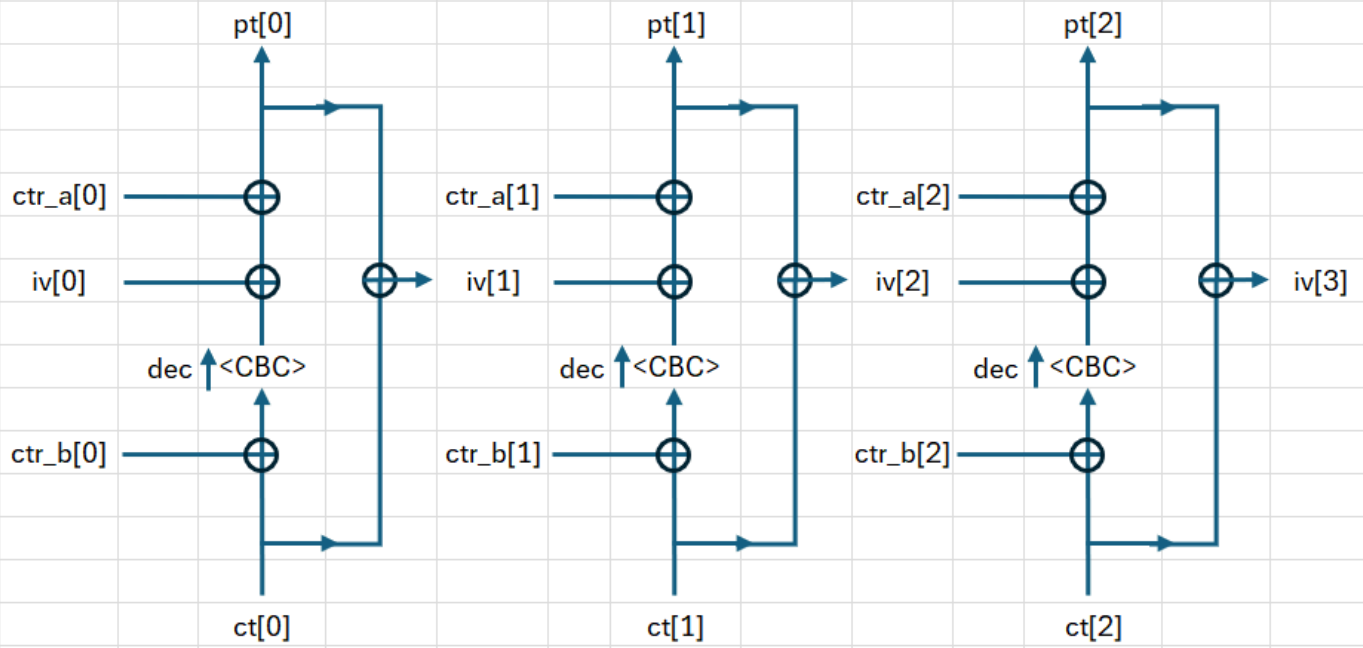 pt[0] pt[1] pt[2]
ctr_a[0] ctr_a[1] ctr_a[2]
iv[0] iv[1] iv[2] iv[3]
dec <CBC> dec <CBC> dec <CBC>
ctr_b[0] ctr_b[1] ctr_b[2]
ct[0] ct[1] ct[2]